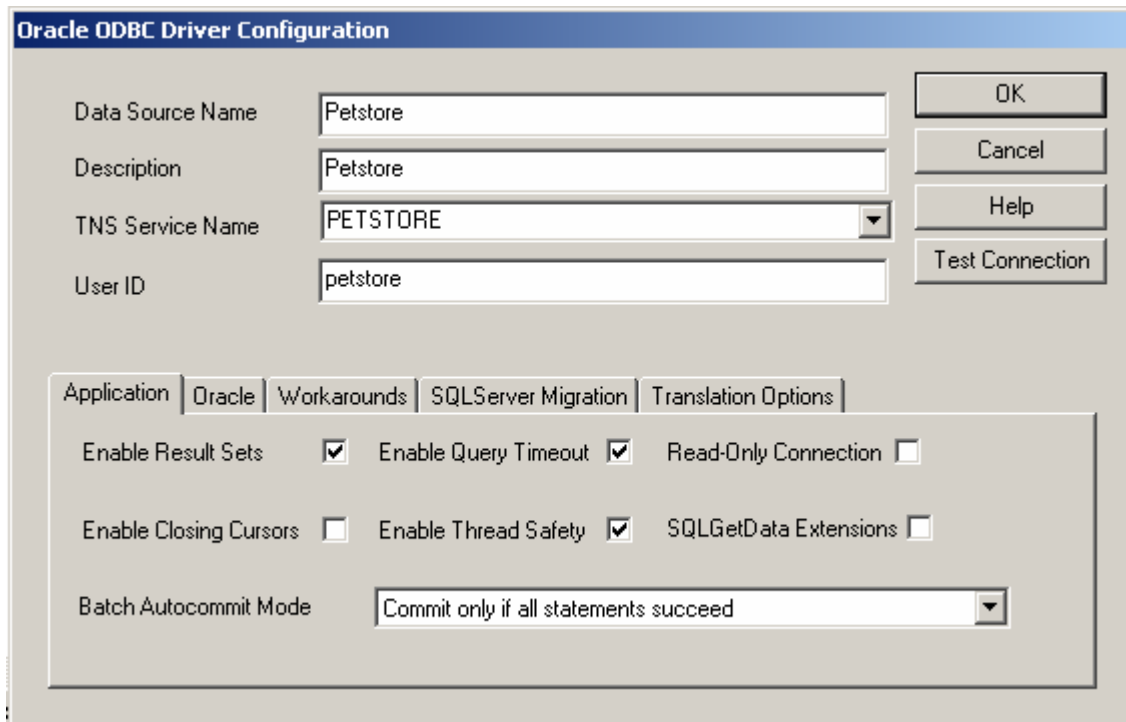 Oracle ODBC Driver Configuration
Data Source Name Petstore
OK
Description Petstore
Cancel
TNS Service Name PETSTORE
Help
User ID petstore
Test Connection
Application Oracle Workarounds SQLServer Migration Translation Options
Enable Result Sets Enable Query Timeout Read-Only Connection
Enable Closing Cursors Enable Thread Safety SQLGetData Extensions
Batch Autocommit Mode Commit only if all statements succeed